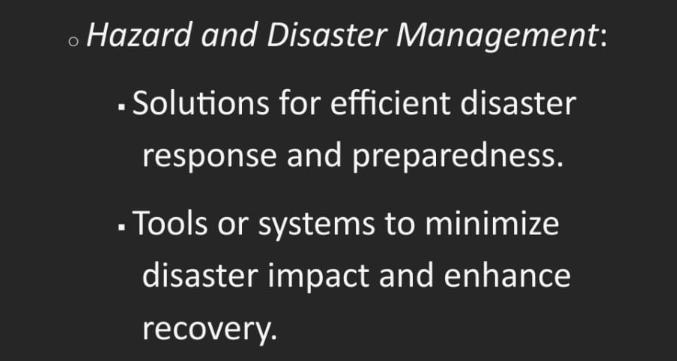 ○ Hazard and Disaster Management:
▪ Solutions for efficient disaster
response and preparedness.
▪ Tools or systems to minimize
disaster impact and enhance
recovery.